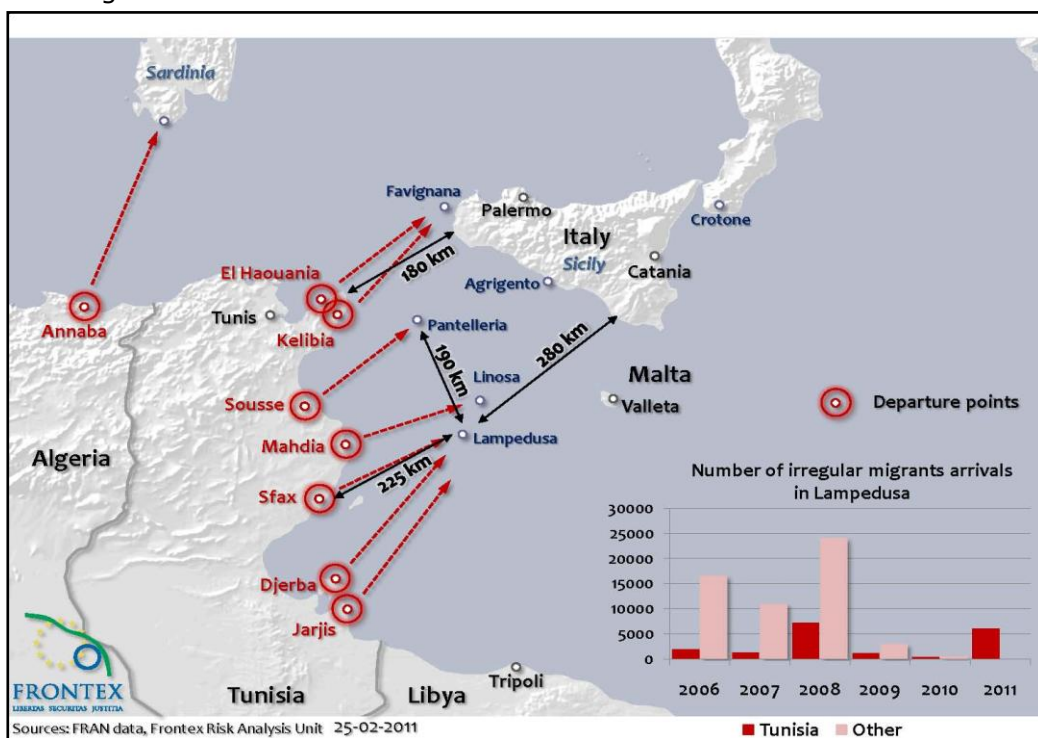 Sardinia
Favignana
Palermo
Crotone
Italy
Sicily
Catania
El Haouania
180 km
Agrigento
Annaba
Tunis
Kelibia
Pantelleria
280 km
190 km
Linosa
Malta
Valleta
Sousse
Departure points
Mahdia
Lampedusa
Algeria
225 km
Sfax
Djerba
Jarjis
Tunisia
Libya
Tripoli
Number of irregular migrants arrivals
in Lampedusa
30000
25000
20000
15000
10000
5000
0
2006 2007 2008 2009 2010 2011
Tunisia Other
FRONTEX
LIBERTAS SECURITAS JUSTITIA
Sources: FRAN data, Frontex Risk Analysis Unit 25-02-2011